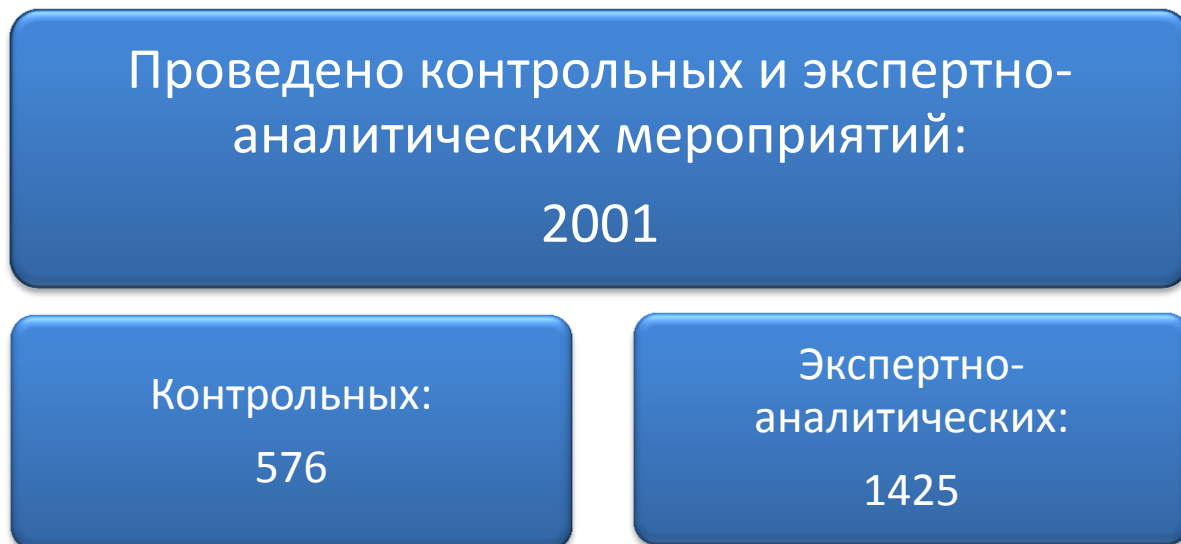 Проведено контрольных и экспертно-
аналитических мероприятий:
2001
Контрольных:
576
Экспертно-
аналитических:
1425